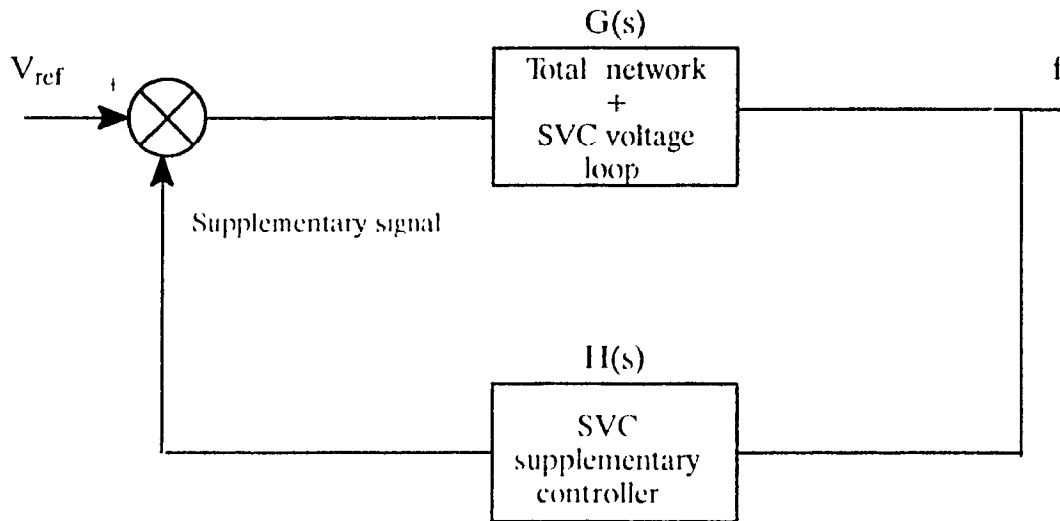 G(s)
V_ref
+
Total network
+
SVC voltage
loop
f
Supplementary signal
H(s)
SVC
supplementary
controller